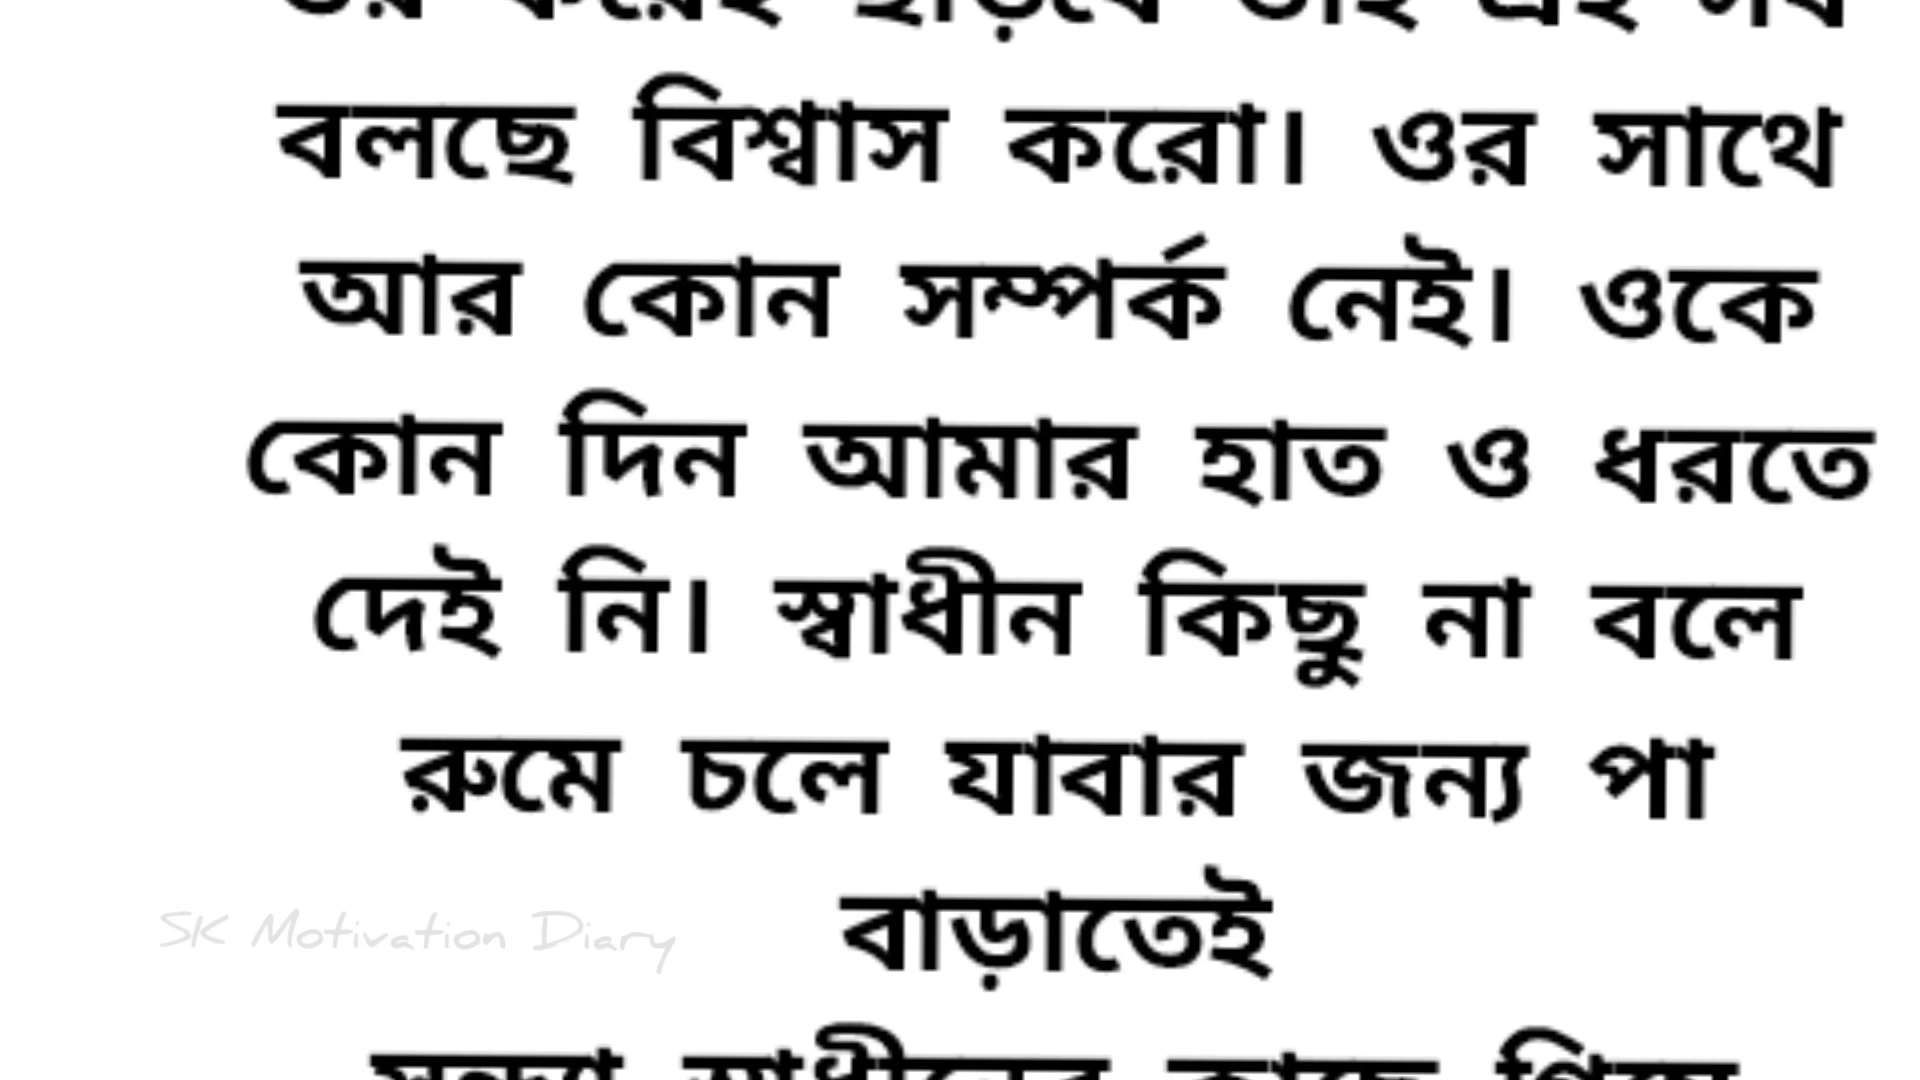 বলছে বিশ্বাস করো। ওর সাথে
আর কোন সম্পর্ক নেই। ওকে
কোন দিন আমার হাত ও ধরতে
দেই নি। স্বাধীন কিছু না বলে
রুমে চলে যাবার জন্য পা
বাড়াতেই
SK Motivation Diary